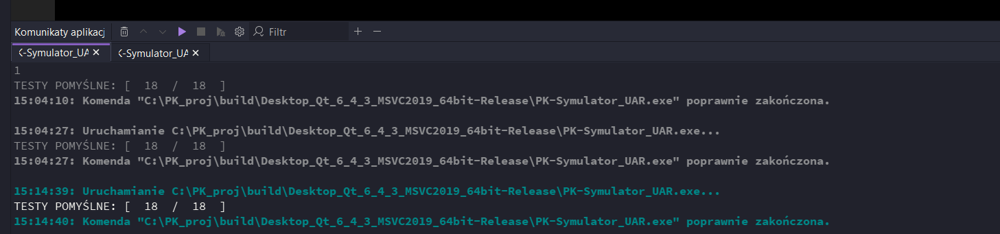 Komunikaty aplikacj Filtr
K-Symulator_UA K-Symulator_UA
1
TESTY POMYŚLNE: [ 18 / 18 ]
15:04:10: Komenda "C:\PK_proj\build\Desktop_Qt_6_4_3_MSVC2019_64bit-Release\PK-Symulator_UAR.exe" poprawnie zakończona.
15:04:27: Uruchamianie C:\PK_proj\build\Desktop_Qt_6_4_3_MSVC2019_64bit-Release\PK-Symulator_UAR.exe...
TESTY POMYŚLNE: [ 18 / 18 ]
15:04:27: Komenda "C:\PK_proj\build\Desktop_Qt_6_4_3_MSVC2019_64bit-Release\PK-Symulator_UAR.exe" poprawnie zakończona.
15:14:39: Uruchamianie C:\PK_proj\build\Desktop_Qt_6_4_3_MSVC2019_64bit-Release\PK-Symulator_UAR.exe...
TESTY POMYŚLNE: [ 18 / 18 ]
15:14:40: Komenda "C:\PK_proj\build\Desktop_Qt_6_4_3_MSVC2019_64bit-Release\PK-Symulator_UAR.exe" poprawnie zakończona.